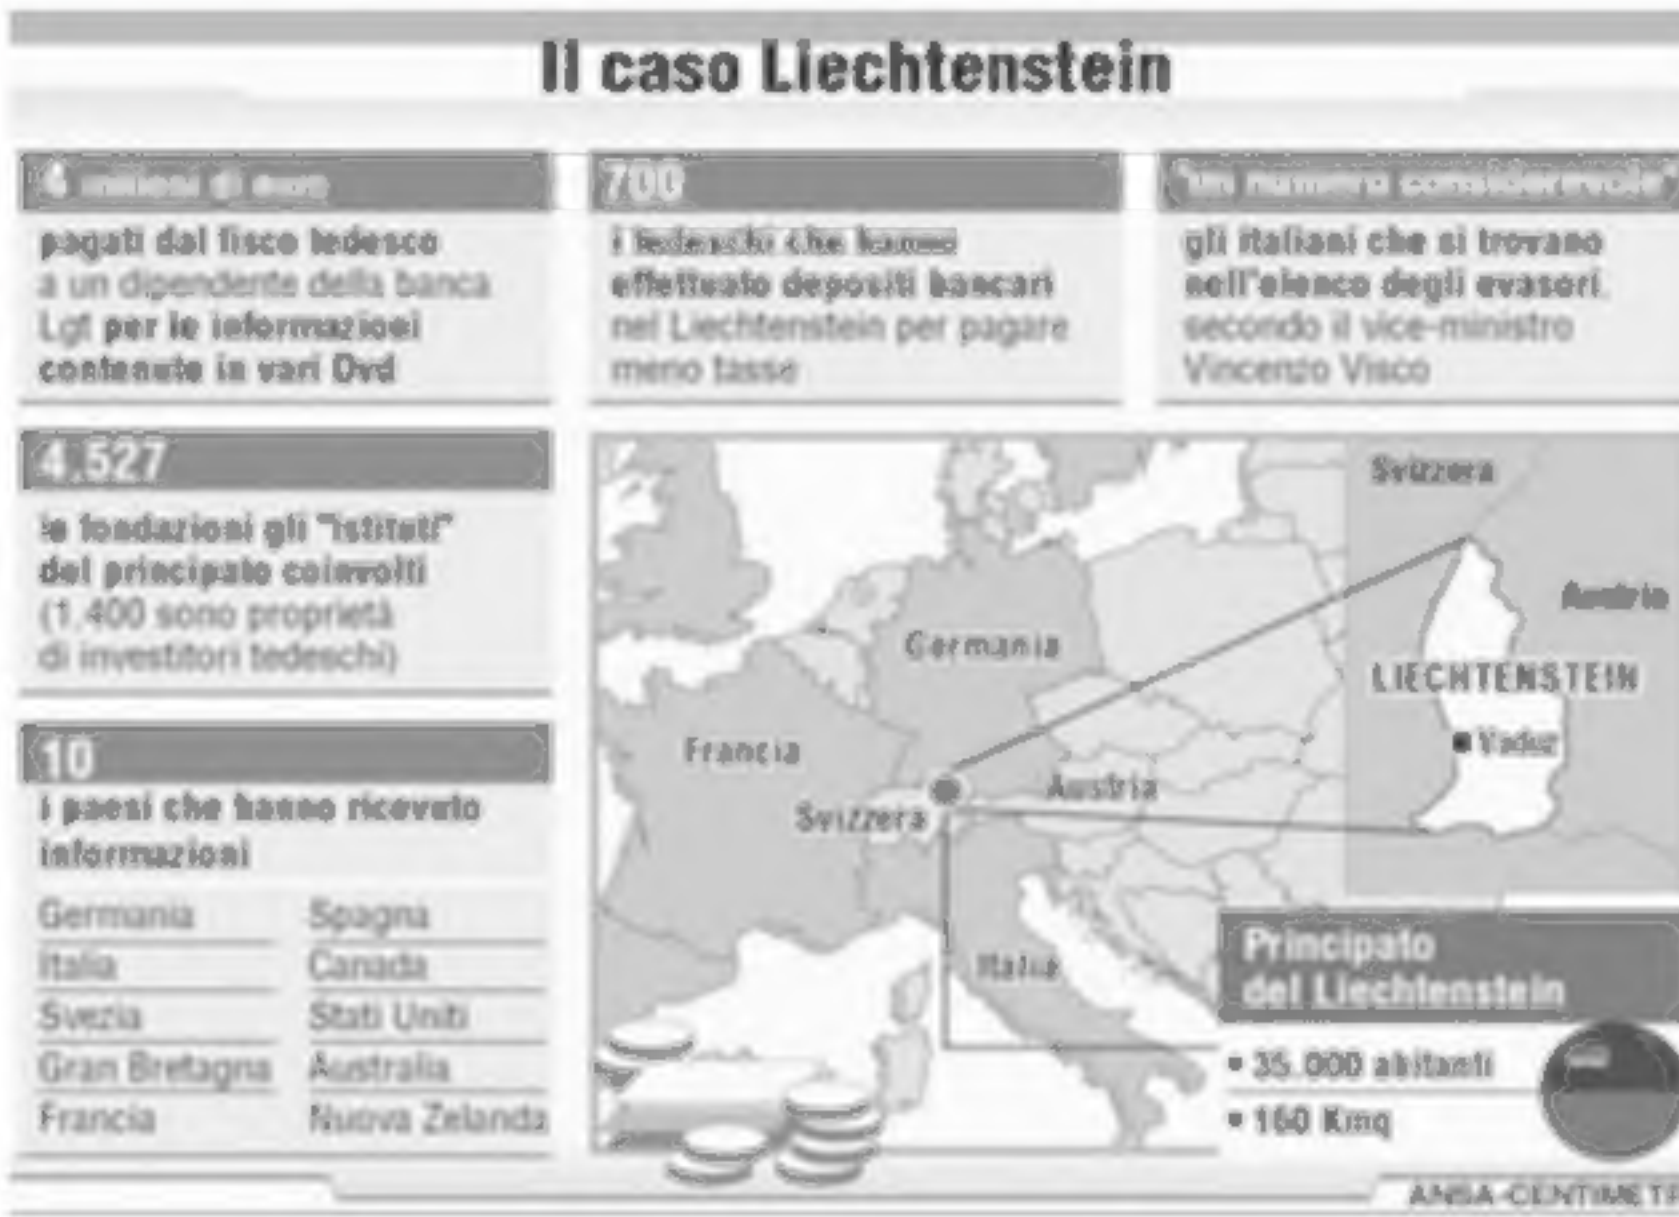 Il caso Liechtenstein
4 milioni di euro
pagati dal fisco tedesco
a un dipendente della banca
Lgt per le informazioni
contenute in vari Dvd
700
i tedeschi che hanno
effettuato depositi bancari
nel Liechtenstein per pagare
meno tasse
"un numero considerevole"
gli italiani che si trovano
nell'elenco degli evasori,
secondo il vice-ministro
Vincenzo Visco
4.527
le fondazioni gli "istituti"
del principato coinvolti
(1.400 sono proprietà
di investitori tedeschi)
10
i paesi che hanno ricevuto
informazioni
Germania
Italia
Svezia
Gran Bretagna
Francia
Spagna
Canada
Stati Uniti
Australia
Nuova Zelanda
Germania
Francia
Svizzera
Austria
Italia
Svizzera
Austria
LIECHTENSTEIN
Vaduz
Principato
del Liechtenstein
• 35.000 abitanti
• 160 Kmq
ANSA-CENTIMETR